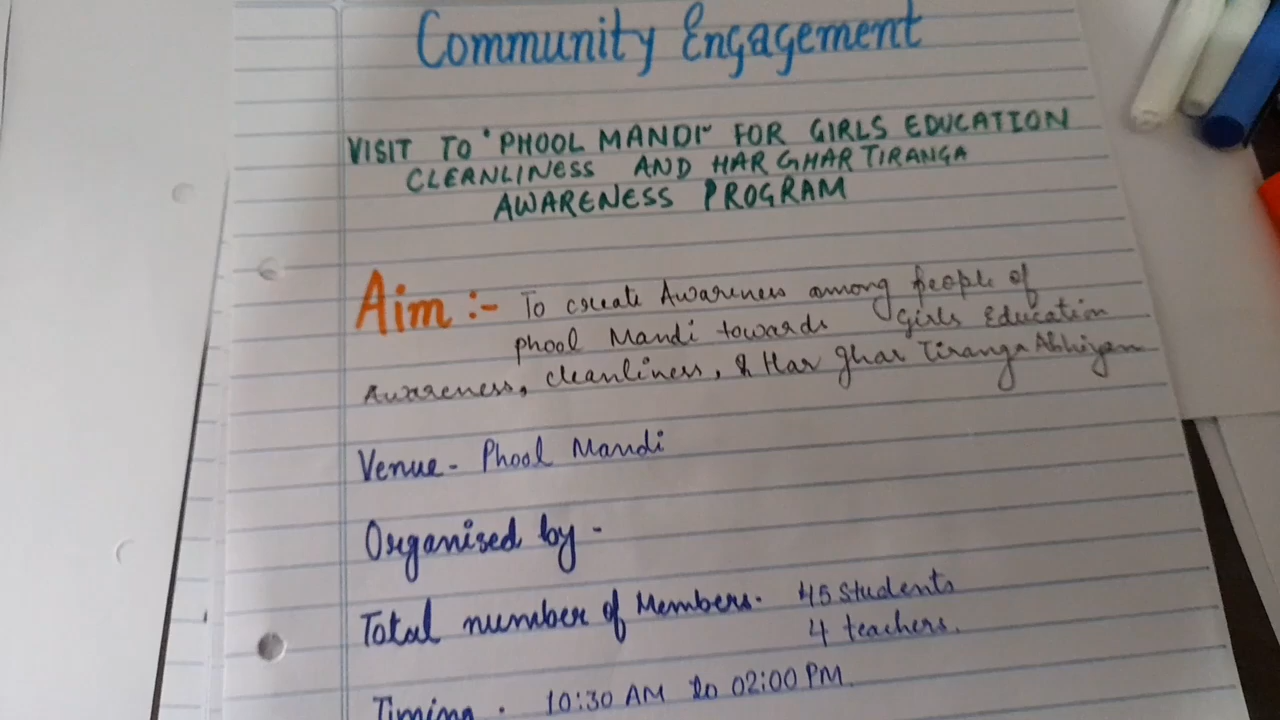 Community Engagement
VISIT TO 'PHOOL MANDI' FOR GIRLS EDUCATION
CLEANLINESS AND HAR GHAR TIRANGA
AWARENESS PROGRAM
Aim :- To create Awareness among people of
phool Mandi towards Girls Education
Awareness, cleanliness, & Har ghar Tiranga Abhiyan
Venue - Phool Mandi
Organised by -
Total number of Members. 45 Students
4 teachers.
Timing . 10:30 AM to 02:00 PM.